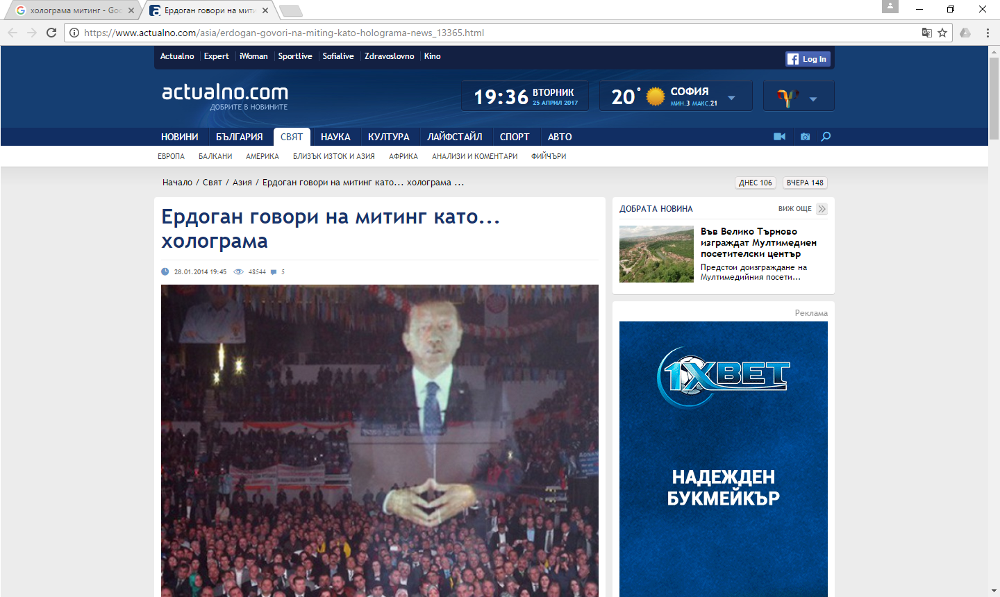 холограма митинг - Goo
Ердоган говори на мити
https://www.actualno.com/asia/erdogan-govori-na-miting-kato-holograma-news_13365.html
Actualno Expert iWoman Sportlive Sofialive Zdravoslovno Kino
Log In
actualno.com
ДОБРИТЕ В НОВИНИТЕ
19:36 ВТОРНИК
25 АПРИЛ 2017
20° СОФИЯ
МИН.3 МАКС.21
НОВИНИ БЪЛГАРИЯ СВЯТ НАУКА КУЛТУРА ЛАЙФСТАЙЛ СПОРТ АВТО
ЕВРОПА БАЛКАНИ АМЕРИКА БЛИЗЪК ИЗТОК И АЗИЯ АФРИКА АНАЛИЗИ И КОМЕНТАРИ ФИЙЧЪРИ
Начало / Свят / Азия / Ердоган говори на митинг като... холограма ...
ДНЕС 106 ВЧЕРА 148
Ердоган говори на митинг като...
холограма
28.01.2014 19:45 48544 5
ДОБРАТА НОВИНА ВИЖ ОЩЕ
Във Велико Търново
изграждат Мултимедиен
посетителски център
Предстои доизграждане на
Мултимедийния посети...
Реклама
1XBET
НАДЕЖДЕН
БУКМЕЙКЪР